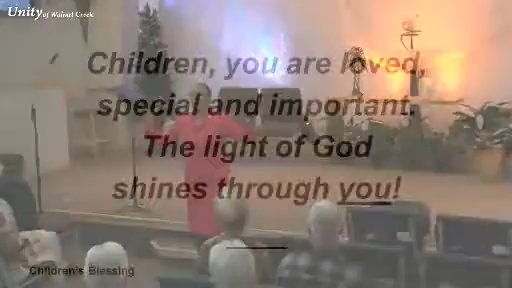 Unity of Walnut Creek
Children, you are loved,
special and important.
The light of God
shines through you!
Children's Blessing